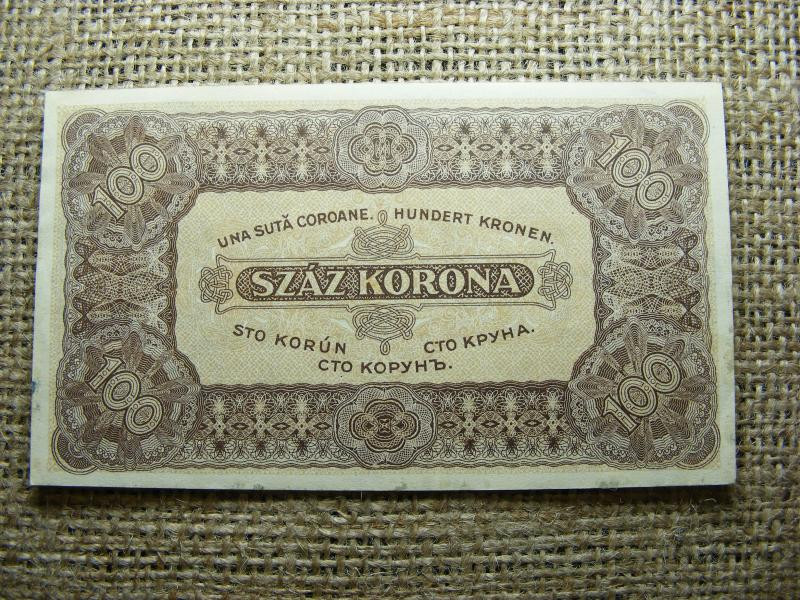 100
100
UNA SUTĂ COROANE. HUNDERT KRONEN.
SZÁZ KORONA
STO KORÚN СТО КРУНА.
СТО КОРУНЪ.
100
100